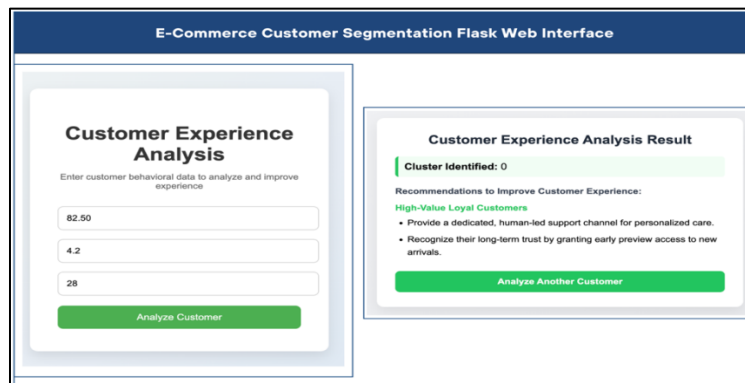 E-Commerce Customer Segmentation Flask Web Interface
Customer Experience
Analysis
Enter customer behavioral data to analyze and improve
experience
82.50
4.2
28
Analyze Customer
Customer Experience Analysis Result
Cluster Identified: 0
Recommendations to Improve Customer Experience:
High-Value Loyal Customers
• Provide a dedicated, human-led support channel for personalized care.
• Recognize their long-term trust by granting early preview access to new
arrivals.
Analyze Another Customer